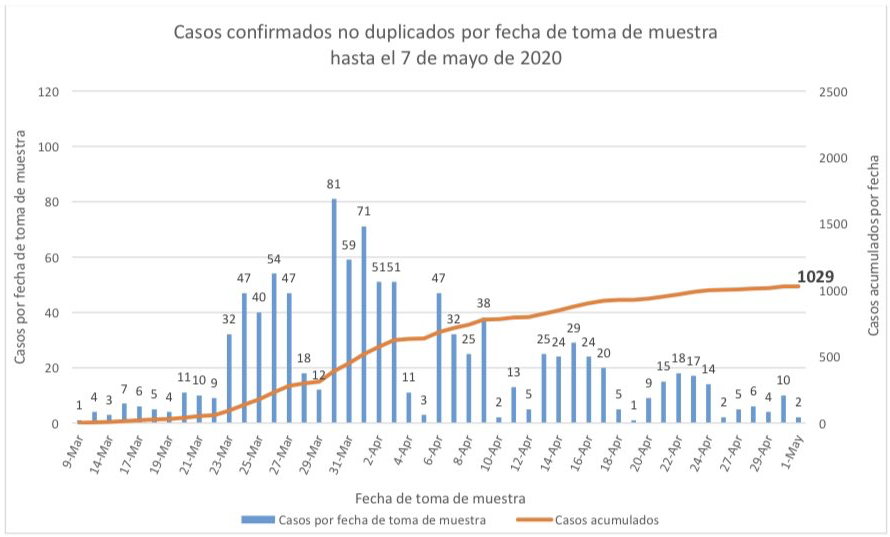 Casos confirmados no duplicados por fecha de toma de muestra
hasta el 7 de mayo de 2020
120
100
80
60
40
20
0
Casos por fecha de toma de muestra
2500
2000
1500
1000
500
0
Casos acumulados por fecha
1 4 3 7 6 5 4 11 10 9 32 47 40 54 47 18 12 81 59 71 51 51 11 3 47 32 25 38 2 13 5 25 24 29 24 20 5 1 9 15 18 17 14 2 5 6 4 10 2
1029
9-Mar 14-Mar 17-Mar 19-Mar 21-Mar 23-Mar 25-Mar 27-Mar 29-Mar 31-Mar 2-Apr 4-Apr 6-Apr 8-Apr 10-Apr 12-Apr 14-Apr 16-Apr 18-Apr 20-Apr 22-Apr 24-Apr 27-Apr 29-Apr 1-May
Fecha de toma de muestra
Casos por fecha de toma de muestra Casos acumulados